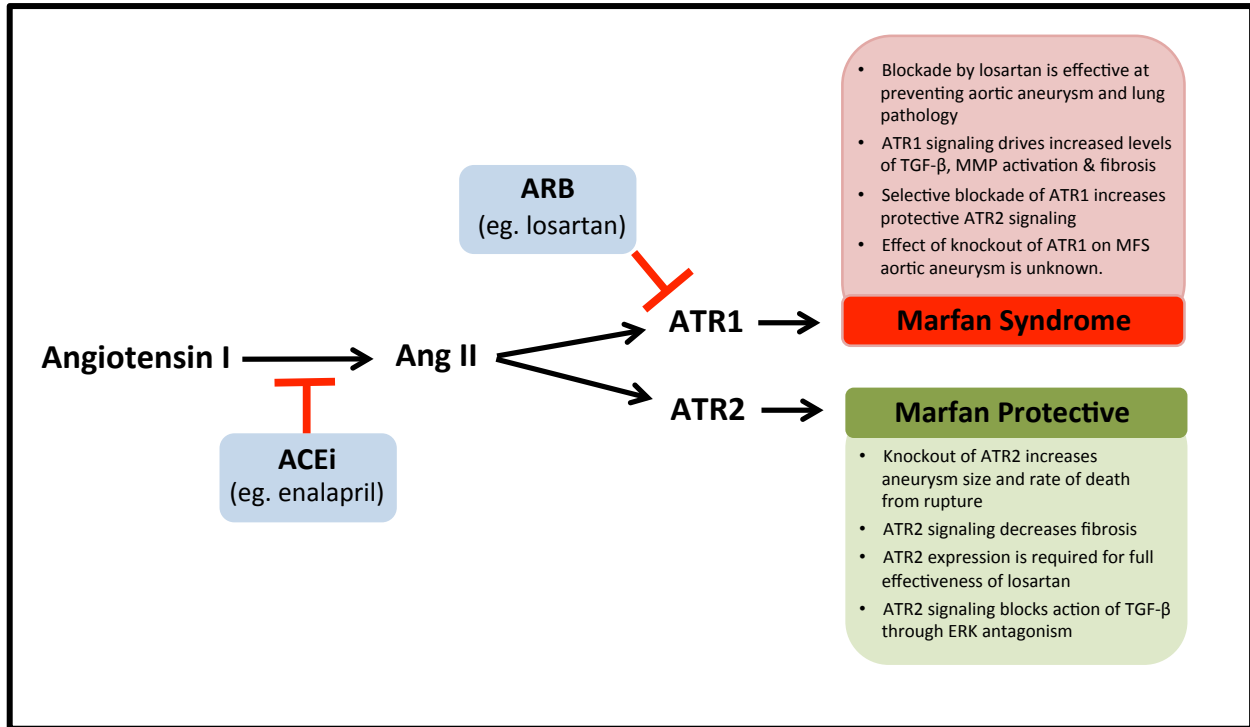 • Blockade by losartan is effective at
preventing aortic aneurysm and lung
pathology
• ATR1 signaling drives increased levels
of TGF-β, MMP activation & fibrosis
• Selective blockade of ATR1 increases
protective ATR2 signaling
• Effect of knockout of ATR1 on MFS
aortic aneurysm is unknown.
Marfan Syndrome
ARB
(eg. losartan)
ATR1
Angiotensin I
Ang II
ATR2
ACEi
(eg. enalapril)
Marfan Protective
• Knockout of ATR2 increases
aneurysm size and rate of death
from rupture
• ATR2 signaling decreases fibrosis
• ATR2 expression is required for full
effectiveness of losartan
• ATR2 signaling blocks action of TGF-β
through ERK antagonism